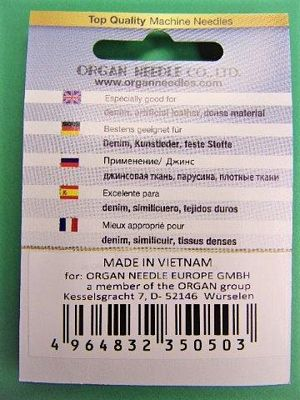 Top Quality Machine Needles
ORGAN NEEDLE CO., LTD.
www.organneedles.com
Especially good for
denim, artificial leather, dense material
Bestens geeignet für
Denim, Kunstleder, feste Stoffe
Применение/ Джинс
джинсовая ткань, парусина, плотные ткани
Excelente para
denim, similicuero, tejidos duros
Mieux approprié pour
denim, similicuir, tissus denses
MADE IN VIETNAM
for: ORGAN NEEDLE EUROPE GMBH
a member of the ORGAN group
Kesselsgracht 7, D- 52146 Würselen
4 964832 350503